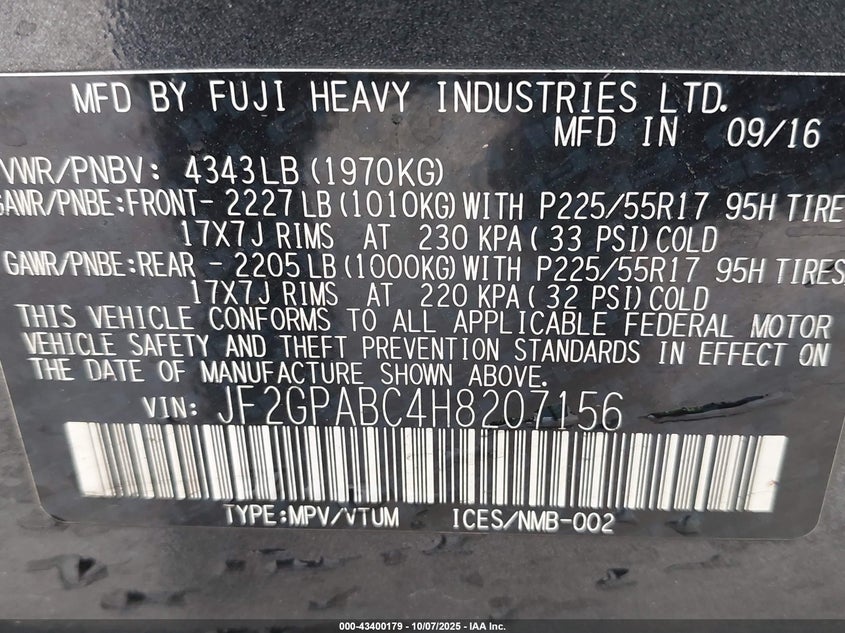 MFD BY FUJI HEAVY INDUSTRIES LTD.
MFD IN 09/16
VWR/PNBV: 4343LB (1970KG)
GAWR/PNBE:FRONT- 2227 LB (1010KG) WITH P225/55R17 95H TIRE
17X7J RIMS AT 230 KPA( 33 PSI) COLD
GAWR/PNBE:REAR - 2205 LB (1000KG) WITH P225/55R17 95H TIRES
17X7J RIMS AT 220 KPA( 32 PSI) COLD
THIS VEHICLE CONFORMS TO ALL APPLICABLE FEDERAL MOTOR
VEHICLE SAFETY AND THEFT PREVENTION STANDARDS IN EFFECT ON
THE DATE OF MANUFACTURE SHOWN ABOVE.
VIN: JF2GPABC4H8207156
TYPE:MPV/VTUM ICES/NMB-002
000-43400179 - 10/07/2025 - IAA Inc.